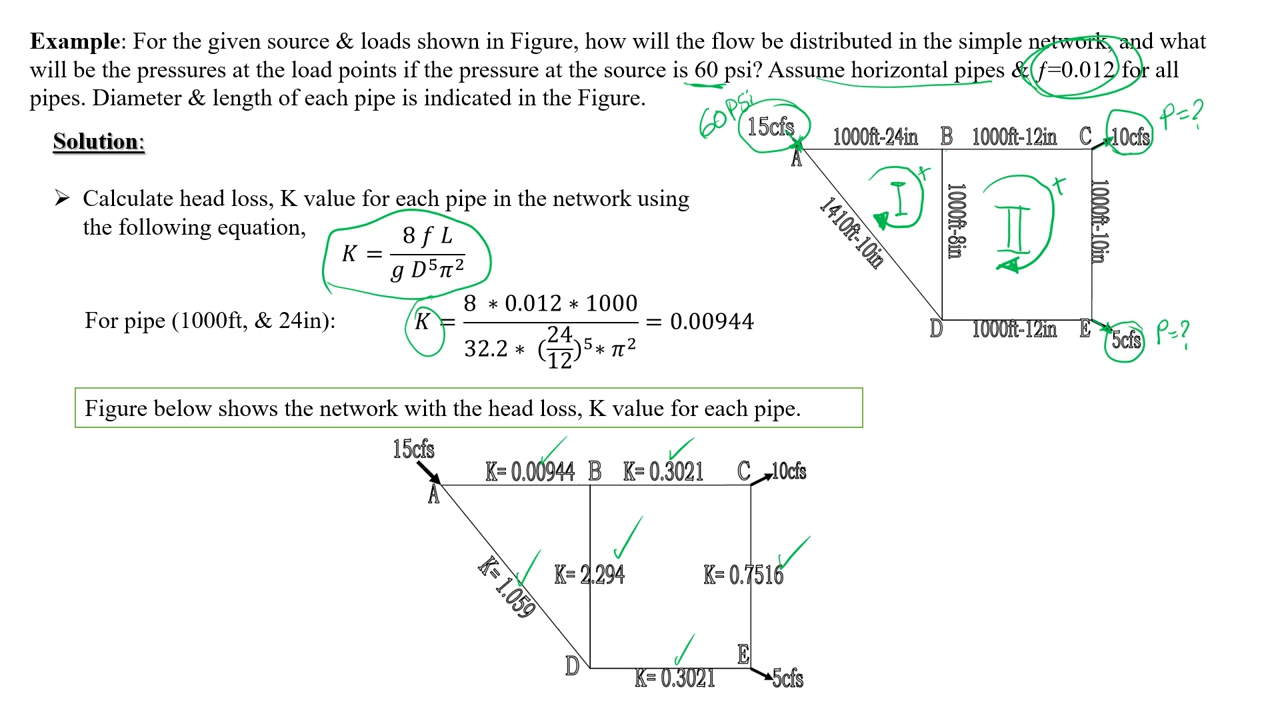 Example: For the given source & loads shown in Figure, how will the flow be distributed in the simple network, and what
will be the pressures at the load points if the pressure at the source is 60 psi? Assume horizontal pipes & f=0.012 for all
pipes. Diameter & length of each pipe is indicated in the Figure.
60psi
15cfs
A
1000ft-24in
B
1000ft-12in
C
10cfs
P=?
1410ft-10in
I
+
1000ft-8in
II
+
1000ft-10in
D
1000ft-12in
E
5cfs
P=?
Solution:
➢ Calculate head loss, K value for each pipe in the network using
the following equation,
K = 8 f L / g D⁵π²
For pipe (1000ft, & 24in): K = 8 * 0.012 * 1000 / 32.2 * (24/12)⁵* π² = 0.00944
Figure below shows the network with the head loss, K value for each pipe.
15cfs
A
K= 0.00944
B
K= 0.3021
C
10cfs
K= 1.059
K= 2.294
K= 0.7516
D
K= 0.3021
E
5cfs